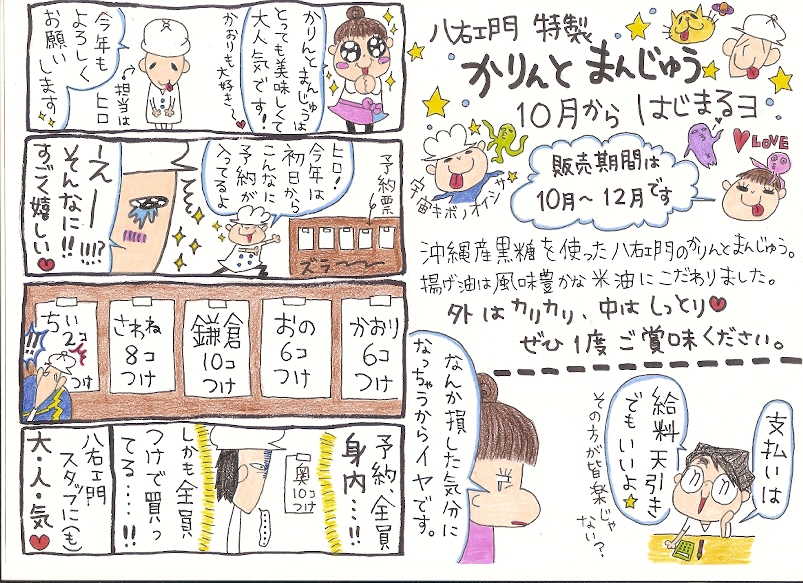 八右ェ門 特製
かりんと まんじゅう
10月から はじまるヨ
LOVE
宇宙キボ
販売期間は
10月〜12月です
沖縄産黒糖を使った八右ェ門のかりんとまんじゅう。
揚げ油は風味豊かな米油にこだわりました。
外はカリカリ、中はしっとり♥
ぜひ1度ご賞味ください。
かりんとまんじゅうは
とっても美味しくて
大人気です!
かおりも大好き〜♥
担当は
ヒロ
今年も
よろしく
お願い
します
予約票
ズラ〜〜
ヒロ!
今年は
初日から
こんなに
予約が
入ってるよ
えーーー!!!?
そんなに!!
すごく嬉しい♥
かおり
6コ
つけ
おの
6コ
つけ
鎌倉
10コ
つけ
さわね
8コ
つけ
ちい
2コ
つけ
!!!
予約、全員
身内…!!
奥
10コ
つけ
しかも全員
つけで買っ
てる・・・・!!
八右ェ門
スタッフに(も)
大・人・気♥
支払いは
給料天引き
でもいいよ★
その方が皆楽じゃ
ない?
なんか損した気分に
なっちゃうからイヤです。